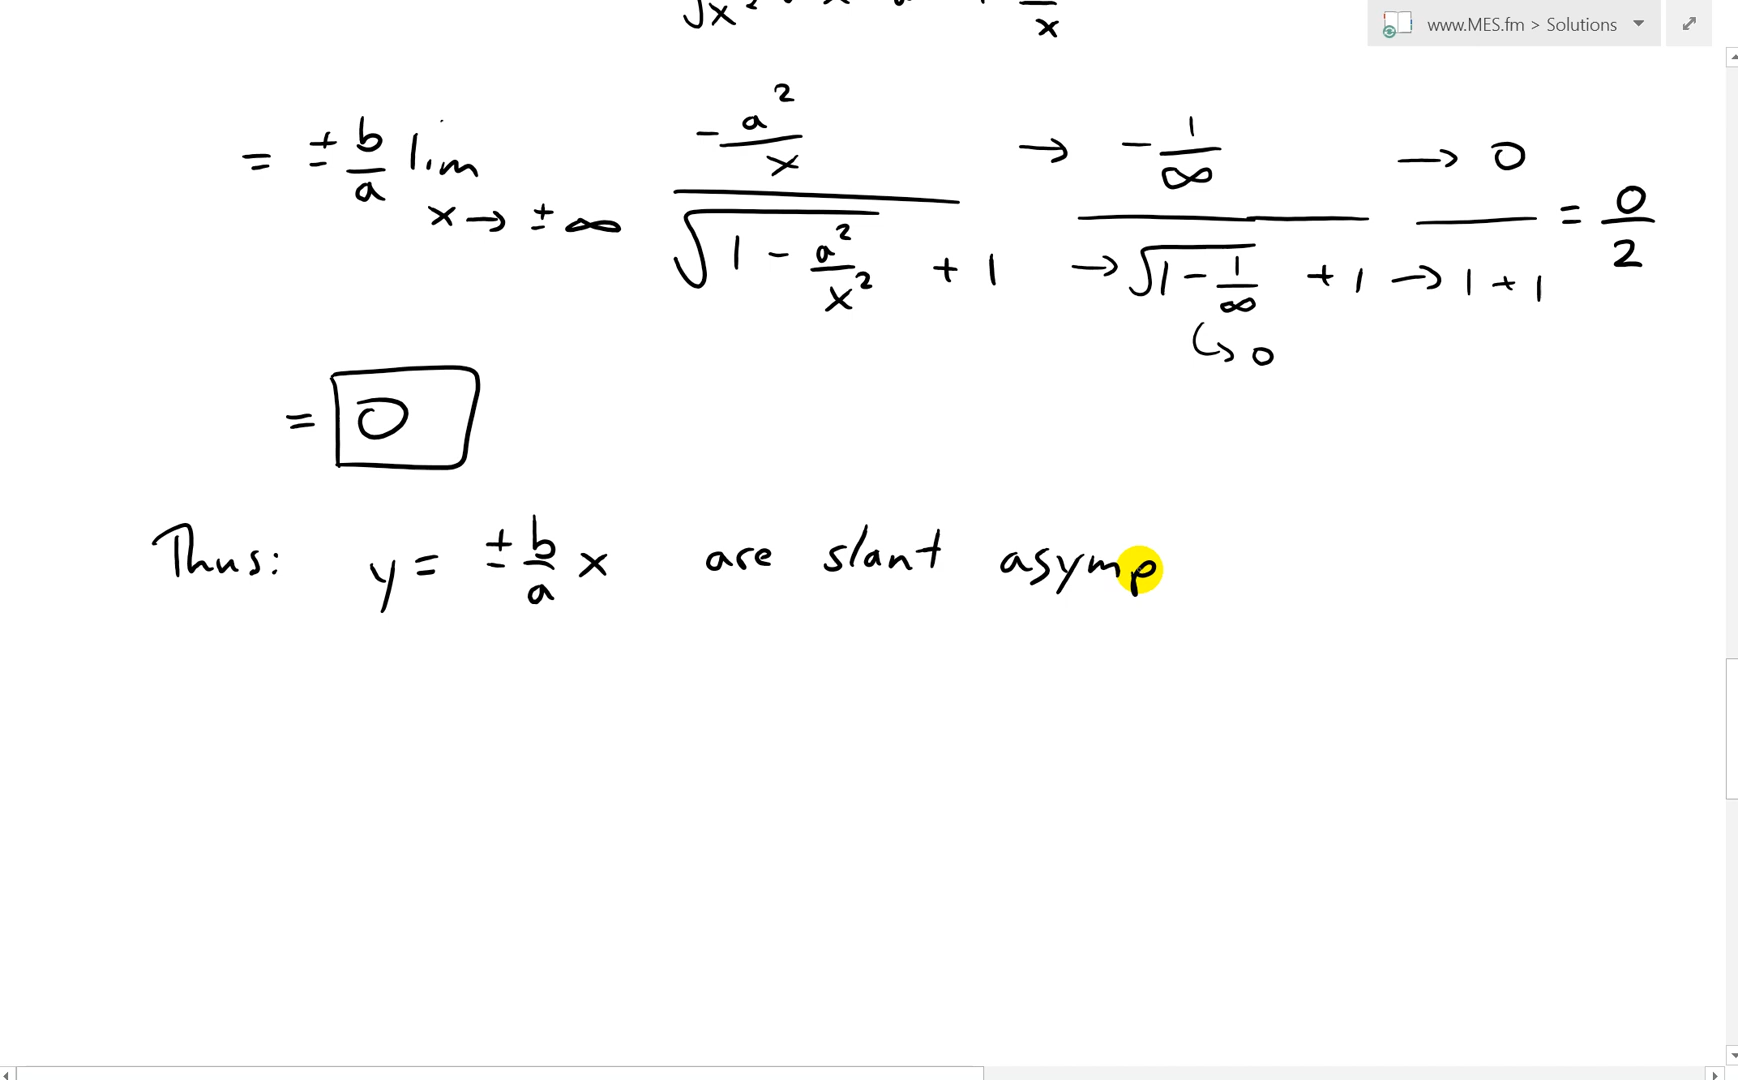 www.MES.fm > Solutions
x
= ± b/a lim x → ± ∞ (- a²/x) / (√(1 - a²/x²) + 1) → - 1/∞ / → √(1 - 1/∞) + 1 → 0 / → 1 + 1 = 0/2
↳ 0
= 0
Thus: y = ± b/a x are slant asymp